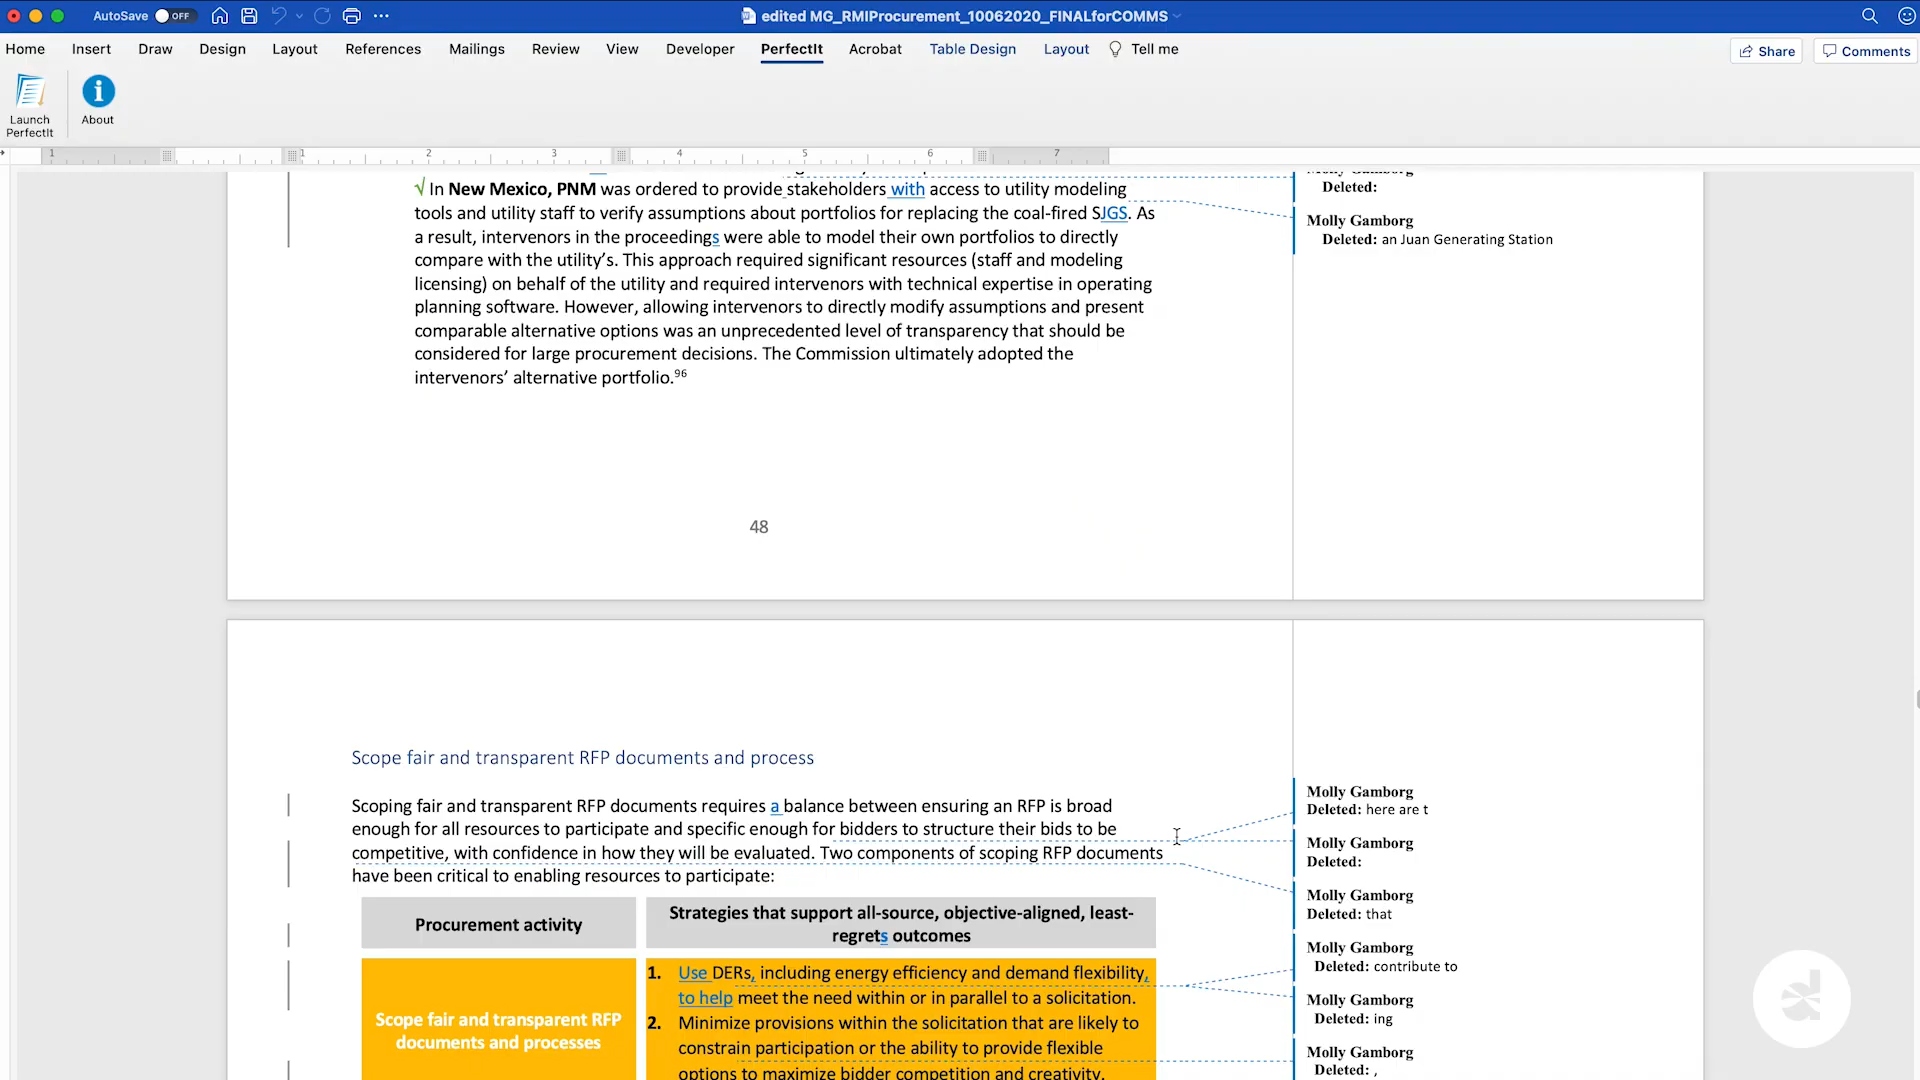 AutoSave OFF
edited MG_RMIProcurement_10062020_FINALforCOMMS
Home Insert Draw Design Layout References Mailings Review View Developer PerfectIt Acrobat Table Design Layout Tell me
Share Comments
Launch PerfectIt
About
1 1 2 3 4 5 6 7
√ In New Mexico, PNM was ordered to provide stakeholders with access to utility modeling
tools and utility staff to verify assumptions about portfolios for replacing the coal-fired SJGS. As
a result, intervenors in the proceedings were able to model their own portfolios to directly
compare with the utility’s. This approach required significant resources (staff and modeling
licensing) on behalf of the utility and required intervenors with technical expertise in operating
planning software. However, allowing intervenors to directly modify assumptions and present
comparable alternative options was an unprecedented level of transparency that should be
considered for large procurement decisions. The Commission ultimately adopted the
intervenors’ alternative portfolio.96
Molly Gamborg
Deleted:
Molly Gamborg
Deleted: an Juan Generating Station
48
Scope fair and transparent RFP documents and process
Scoping fair and transparent RFP documents requires a balance between ensuring an RFP is broad
enough for all resources to participate and specific enough for bidders to structure their bids to be
competitive, with confidence in how they will be evaluated. Two components of scoping RFP documents
have been critical to enabling resources to participate:
Procurement activity
Strategies that support all-source, objective-aligned, least-
regrets outcomes
Scope fair and transparent RFP
documents and processes
1. Use DERs, including energy efficiency and demand flexibility,
to help meet the need within or in parallel to a solicitation.
2. Minimize provisions within the solicitation that are likely to
constrain participation or the ability to provide flexible
options to maximize bidder competition and creativity.
Molly Gamborg
Deleted: here are t
Molly Gamborg
Deleted:
Molly Gamborg
Deleted: that
Molly Gamborg
Deleted: contribute to
Molly Gamborg
Deleted: ing
Molly Gamborg
Deleted: ,